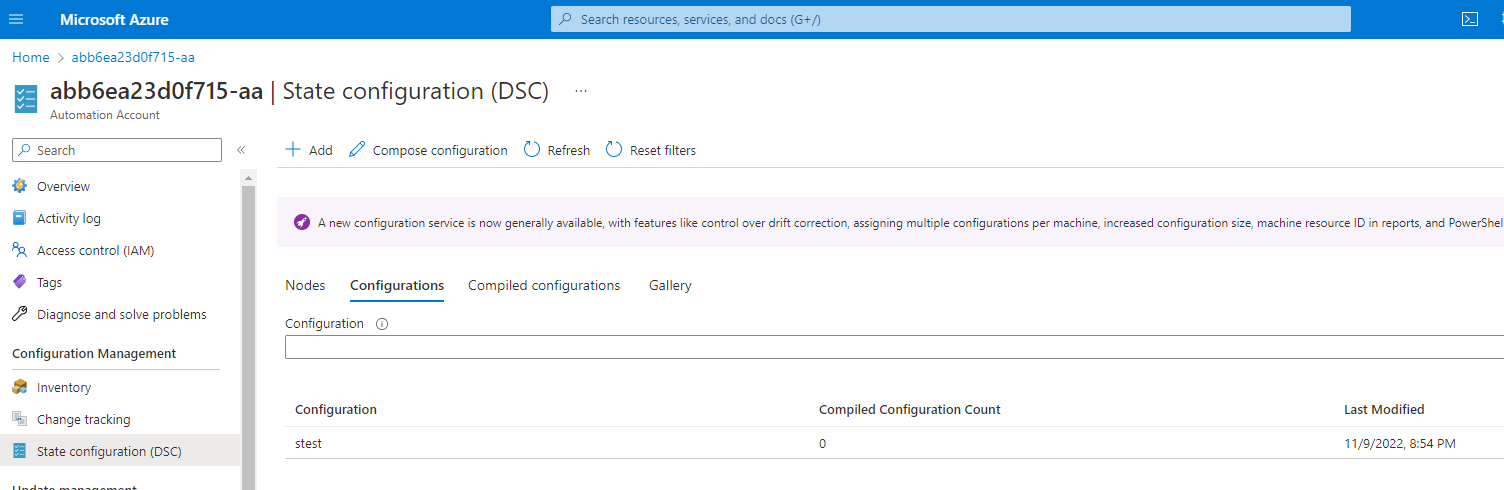 Microsoft Azure
Search resources, services, and docs (G+/)
Home > abb6ea23d0f715-aa
abb6ea23d0f715-aa | State configuration (DSC) ...
Automation Account
Search
«
Add
Compose configuration
Refresh
Reset filters
Overview
Activity log
Access control (IAM)
Tags
Diagnose and solve problems
Configuration Management
Inventory
Change tracking
State configuration (DSC)
Update management
A new configuration service is now generally available, with features like control over drift correction, assigning multiple configurations per machine, increased configuration size, machine resource ID in reports, and PowerShel
Nodes Configurations Compiled configurations Gallery
Configuration
Configuration Compiled Configuration Count Last Modified
stest 0 11/9/2022, 8:54 PM